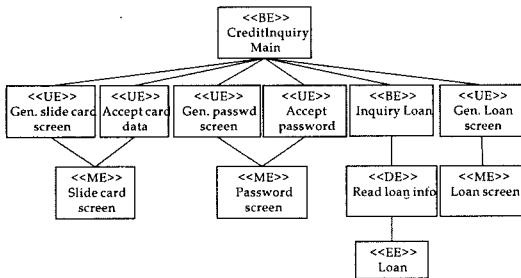 <<BE>>
CreditInquiry
Main
<<UE>>
Gen. slide card
screen
<<UE>>
Accept card
data
<<UE>>
Gen. passwd
screen
<<UE>>
Accept
password
<<BE>>
Inquiry Loan
<<UE>>
Gen. Loan
screen
<<ME>>
Slide card
screen
<<ME>>
Password
screen
<<DE>>
Read loan info
<<ME>>
Loan screen
<<EE>>
Loan